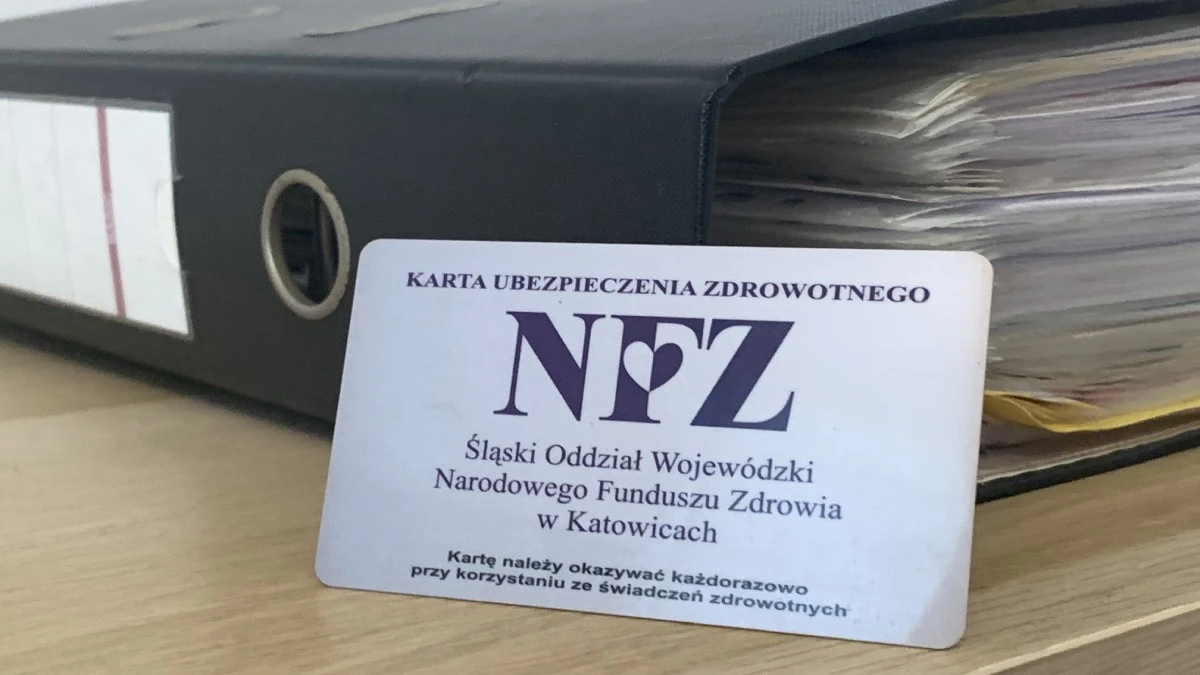 KARTA UBEZPIECZENIA ZDROWOTNEGO
NFZ
Śląski Oddział Wojewódzki
Narodowego Funduszu Zdrowia
w Katowicach
Kartę należy okazywać każdorazowo
przy korzystaniu ze świadczeń zdrowotnych